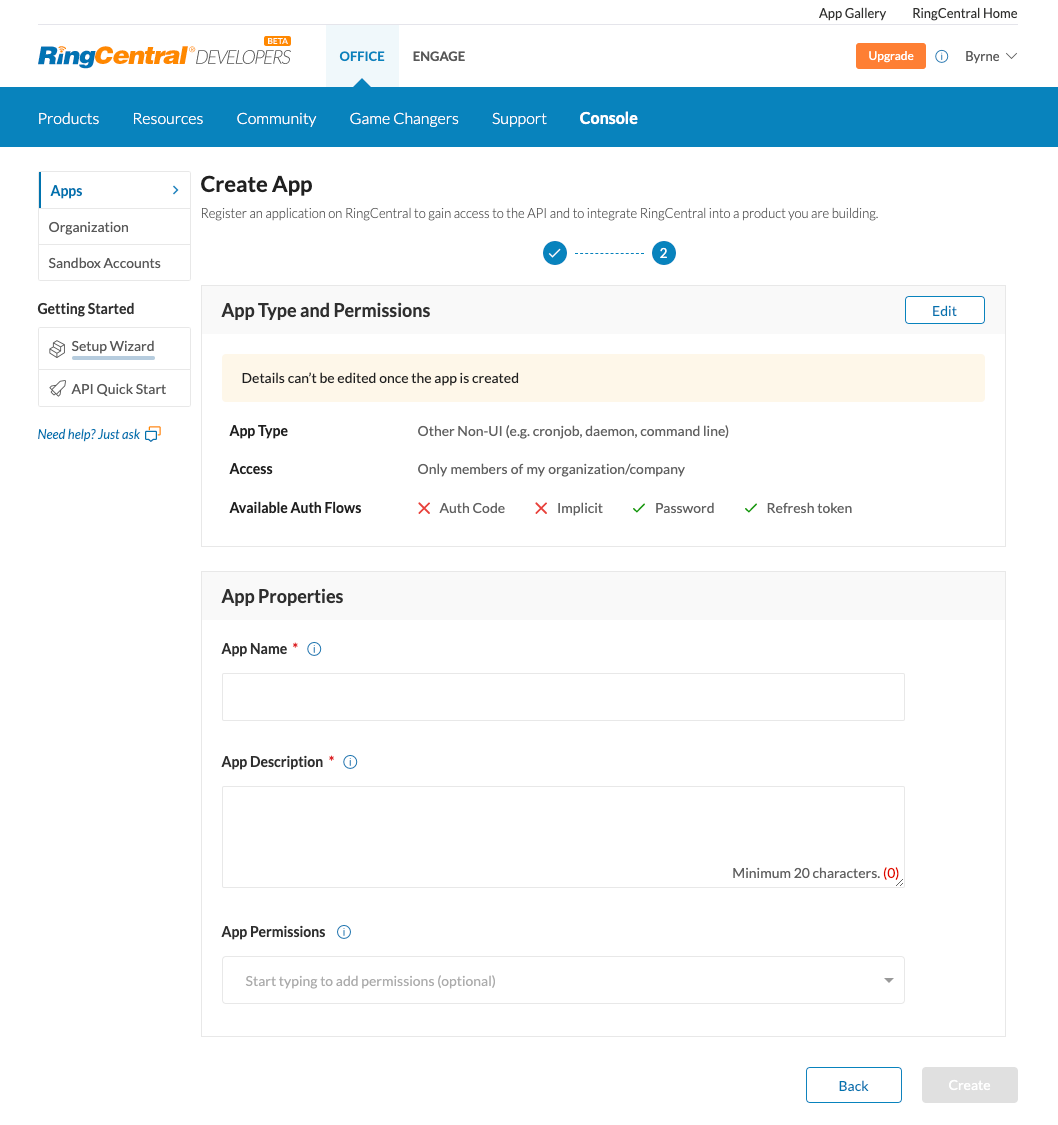 App Gallery RingCentral Home
RingCentral® DEVELOPERS BETA OFFICE ENGAGE Upgrade Byrne
Products Resources Community Game Changers Support Console
Apps
Organization
Sandbox Accounts
Getting Started
Setup Wizard
API Quick Start
Need help? Just ask
Create App
Register an application on RingCentral to gain access to the API and to integrate RingCentral into a product you are building.
2
App Type and Permissions Edit
Details can't be edited once the app is created
App Type Other Non-UI (e.g. cronjob, daemon, command line)
Access Only members of my organization/company
Available Auth Flows Auth Code Implicit Password Refresh token
App Properties
App Name *
App Description *
Minimum 20 characters. (0)
App Permissions
Start typing to add permissions (optional)
Back Create